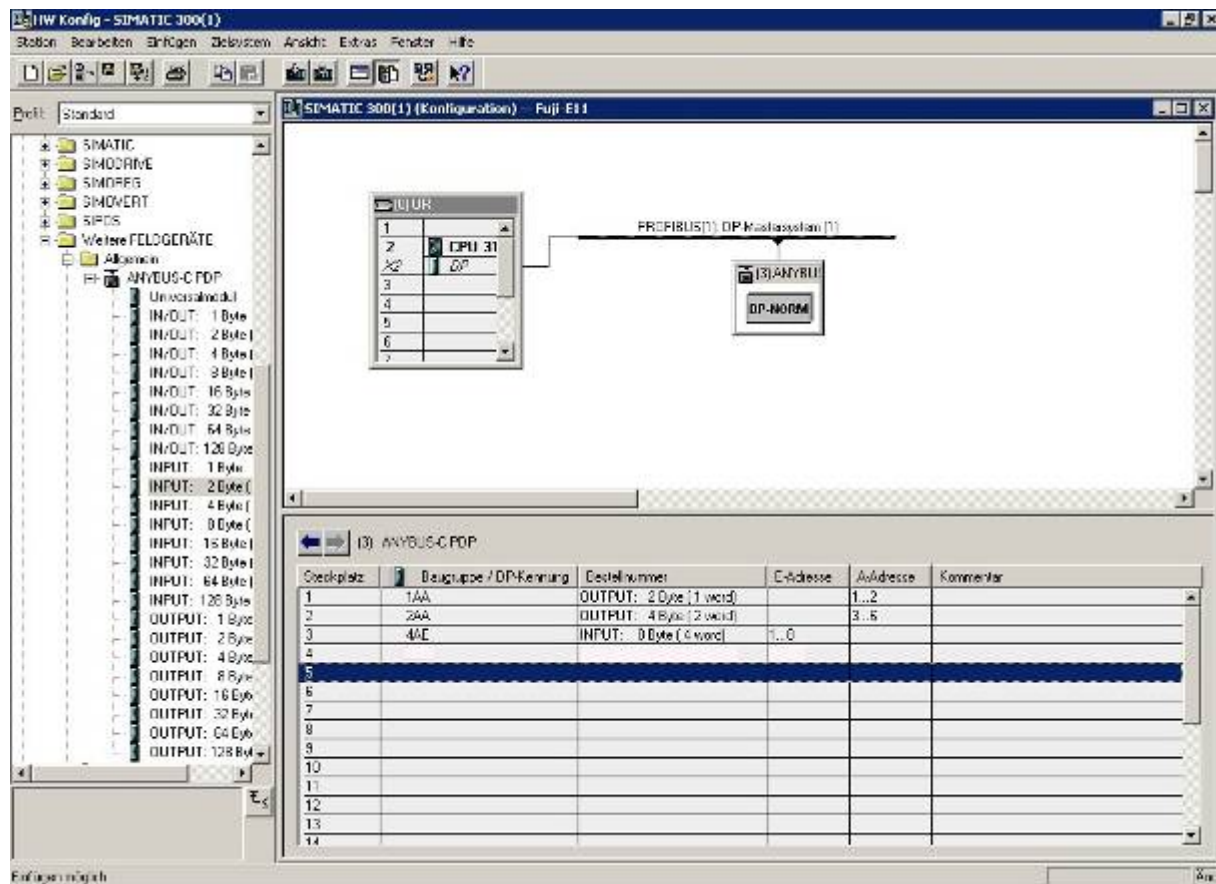 HW Konfig - SIMATIC 300(1)
Station Bearbeiten Einfügen Zielsystem Ansicht Extras Fenster Hilfe
Profil: Standard
SIMATIC
SIMODRIVE
SIMOREG
SIMOVERT
SIPOS
Weitere FELDGERÄTE
Allgemein
ANYBUS-C PDP
Universalmodul
IN/OUT: 1 Byte
IN/OUT: 2 Byte (
IN/OUT: 4 Byte (
IN/OUT: 8 Byte (
IN/OUT: 16 Byte
IN/OUT: 32 Byte
IN/OUT: 64 Byte
IN/OUT: 128 Byte
INPUT: 1 Byte
INPUT: 2 Byte (
INPUT: 4 Byte (
INPUT: 8 Byte (
INPUT: 16 Byte (
INPUT: 32 Byte (
INPUT: 64 Byte (
INPUT: 128 Byte
OUTPUT: 1 Byte
OUTPUT: 2 Byte
OUTPUT: 4 Byte
OUTPUT: 8 Byte
OUTPUT: 16 Byt
OUTPUT: 32 Byt
OUTPUT: 64 Byt
OUTPUT: 128 Byt
SIMATIC 300(1) (Konfiguration) -- Fuji-E11
(0) UR
1
2 CPU 31
X2 DP
3
4
5
6
7
PROFIBUS(1): DP-Mastersystem (1)
(3) ANYBUS
DP-NORM
(3) ANYBUS-C PDP
Steckplatz Baugruppe / DP-Kennung Bestellnummer E-Adresse A-Adresse Kommentar
1 1AA OUTPUT: 2 Byte ( 1 word) 1...2
2 2AA OUTPUT: 4 Byte ( 2 word) 3...6
3 4AE INPUT: 8 Byte ( 4 word) 1...8
4
5
6
7
8
9
10
11
12
13
14
Einfügen möglich
Än